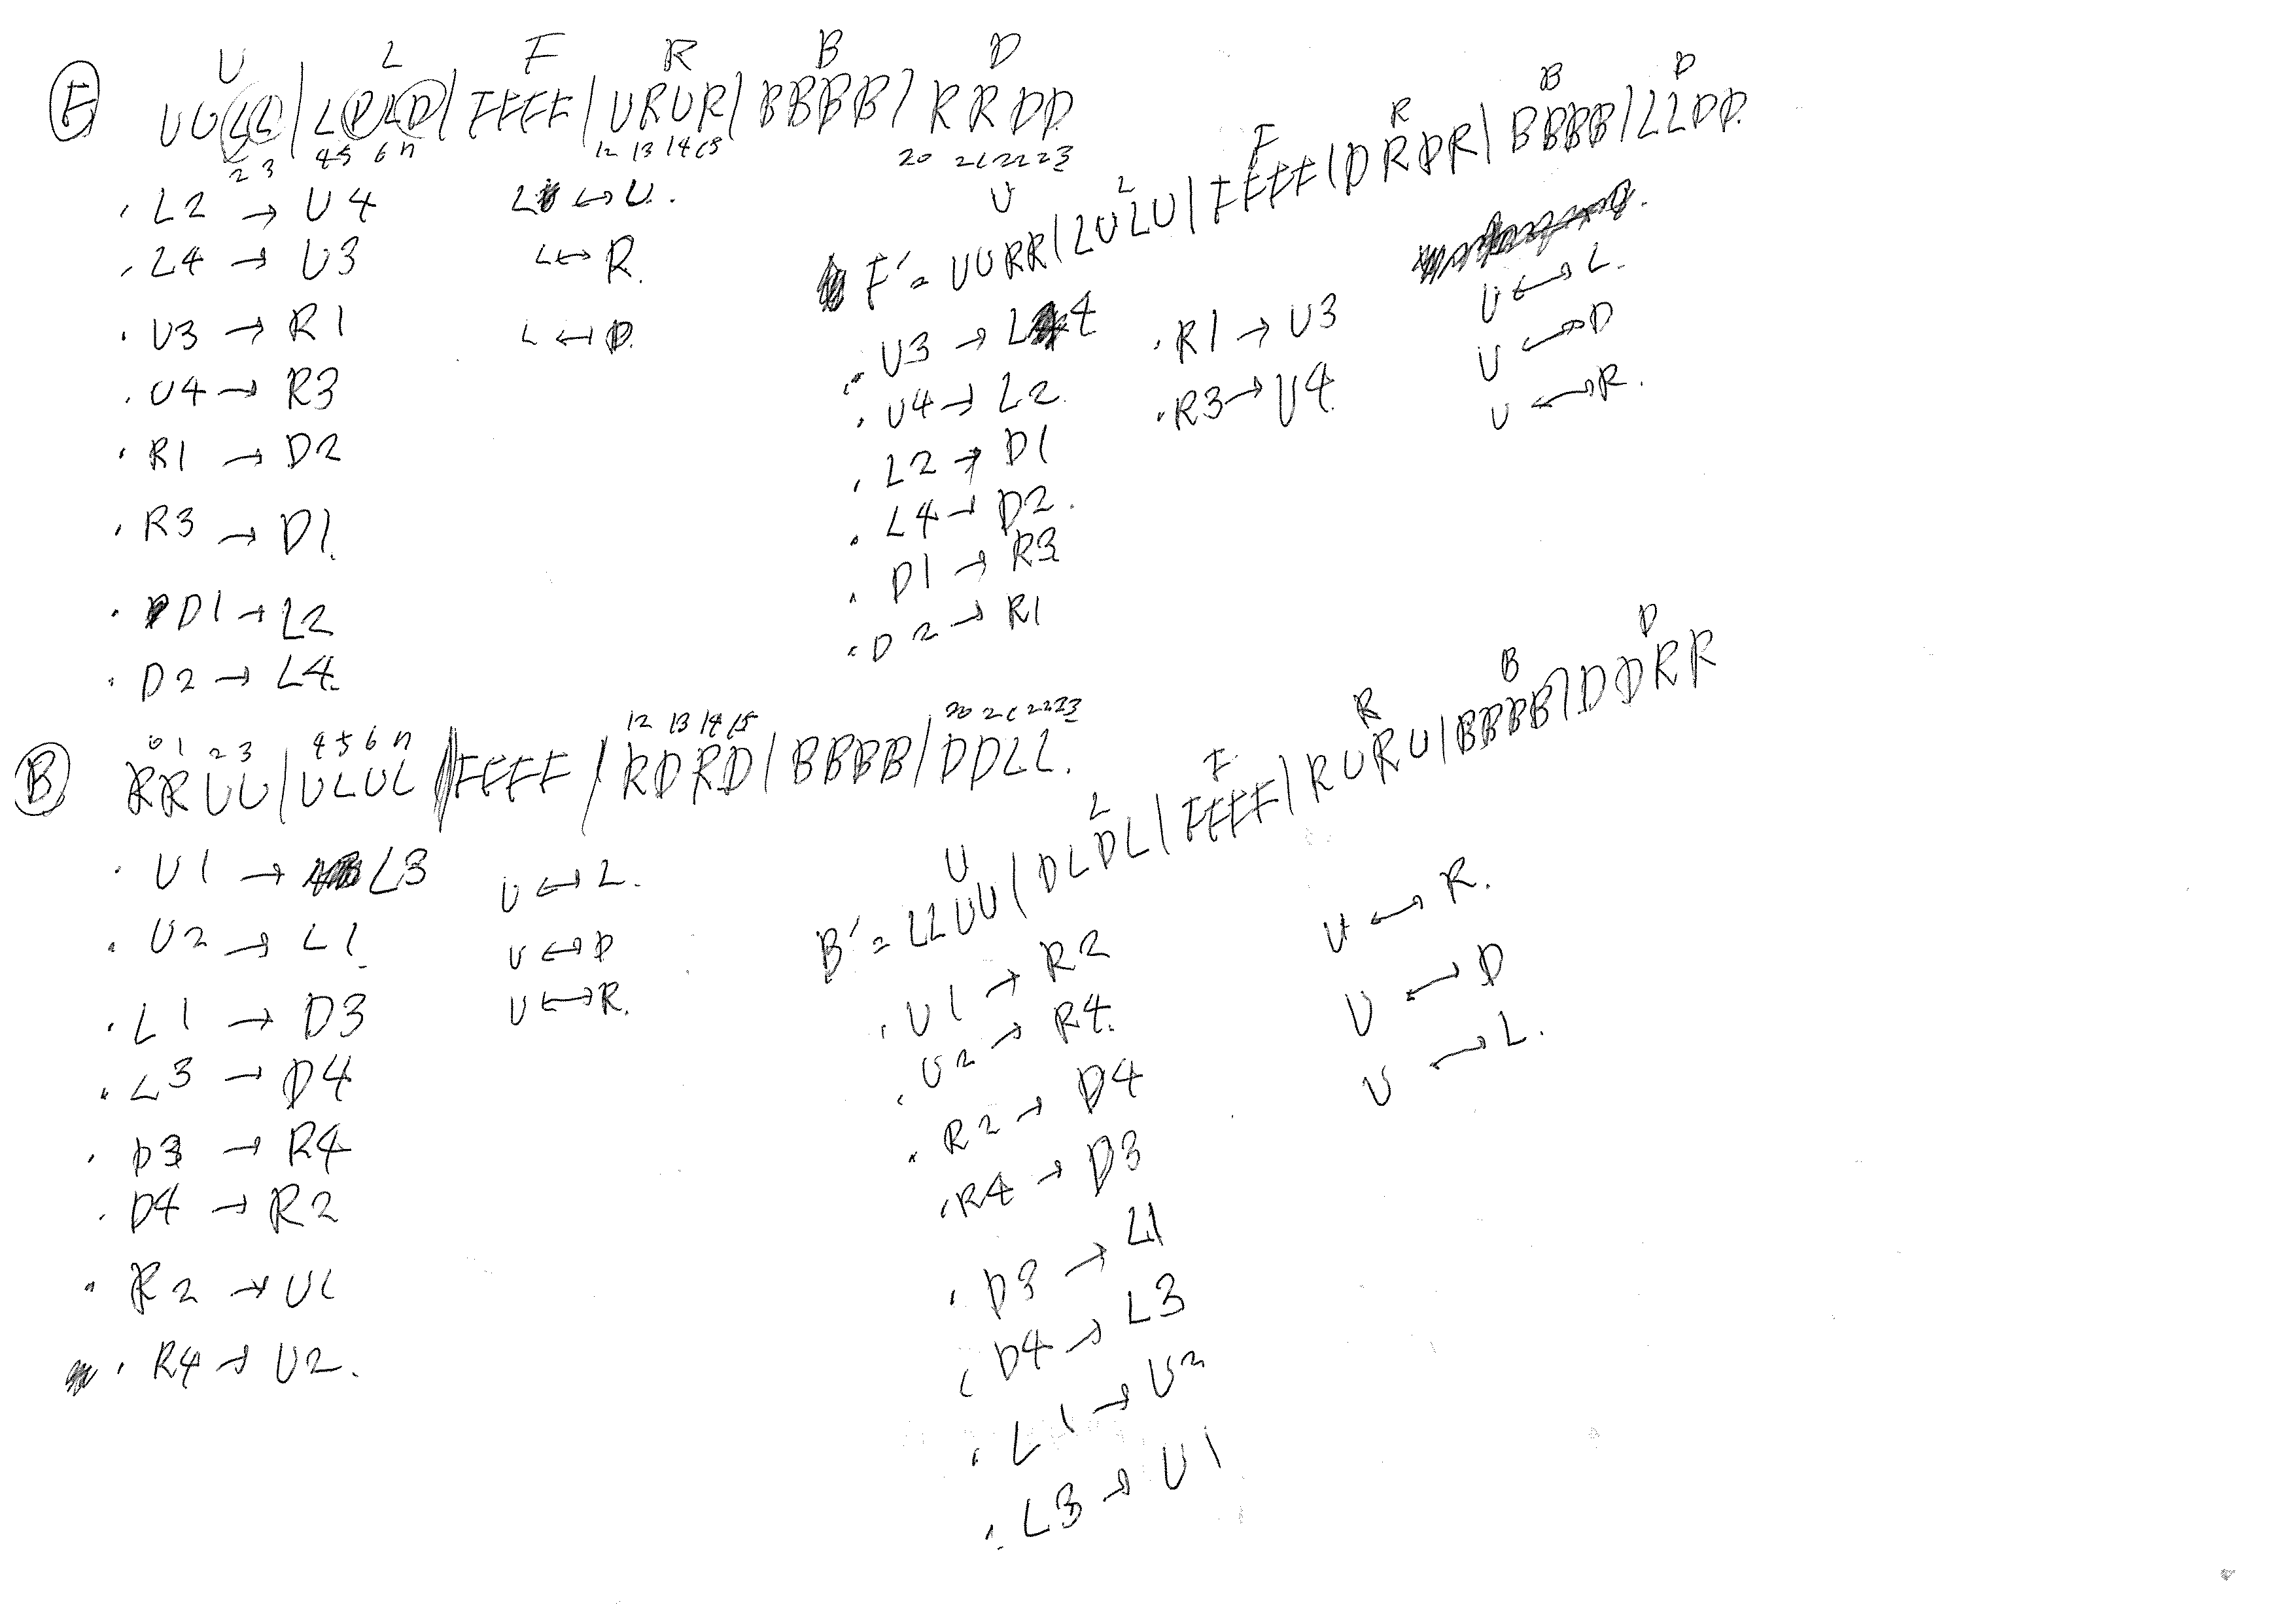 U L F R B D
Ⓕ UULL|LDLD|FFFF|URUR|BBBB|RRDD
2 3 4 5 6 7 12 13 14 15 20 21 22 23
· L2 → U4 L ↔ U.
· L4 → U3 L ↔ R.
· U3 → R1 L ↔ D.
· U4 → R3
· R1 → D2
· R3 → D1.
· D1 → L2
· D2 → L4.
U L F R B D
F' = UURR|LULU|FFFF|DRDR|BBBB|LLDD.
· U3 → L4 · R1 → U3 U ↔ L.
· U4 → L2. · R3 → U4. U ↔ D
· L2 → D1 U ↔ R.
· L4 → D2.
· D1 → R3
· D2 → R1
0 1 2 3 4 5 6 7 12 13 14 15 20 21 22 23
Ⓑ RRUU|ULUL|FFFF/RDRD|BBBB|DDLL.
· U1 → L3 U ↔ L.
· U2 → L1. U ↔ D
· L1 → D3 U ↔ R.
· L3 → D4
· D3 → R4
· D4 → R2
· R2 → U1
· R4 → U2.
U L F R B D
B' = LLUU|DLDL|FFFF|RURU|BBBB|DDRR
· U1 → R2 U ↔ R.
· U2 → R4. U ↔ D
· R2 → D4 U ↔ L.
· R4 → D3
· D3 → L1
· D4 → L3
· L1 → U2
· L3 → U1